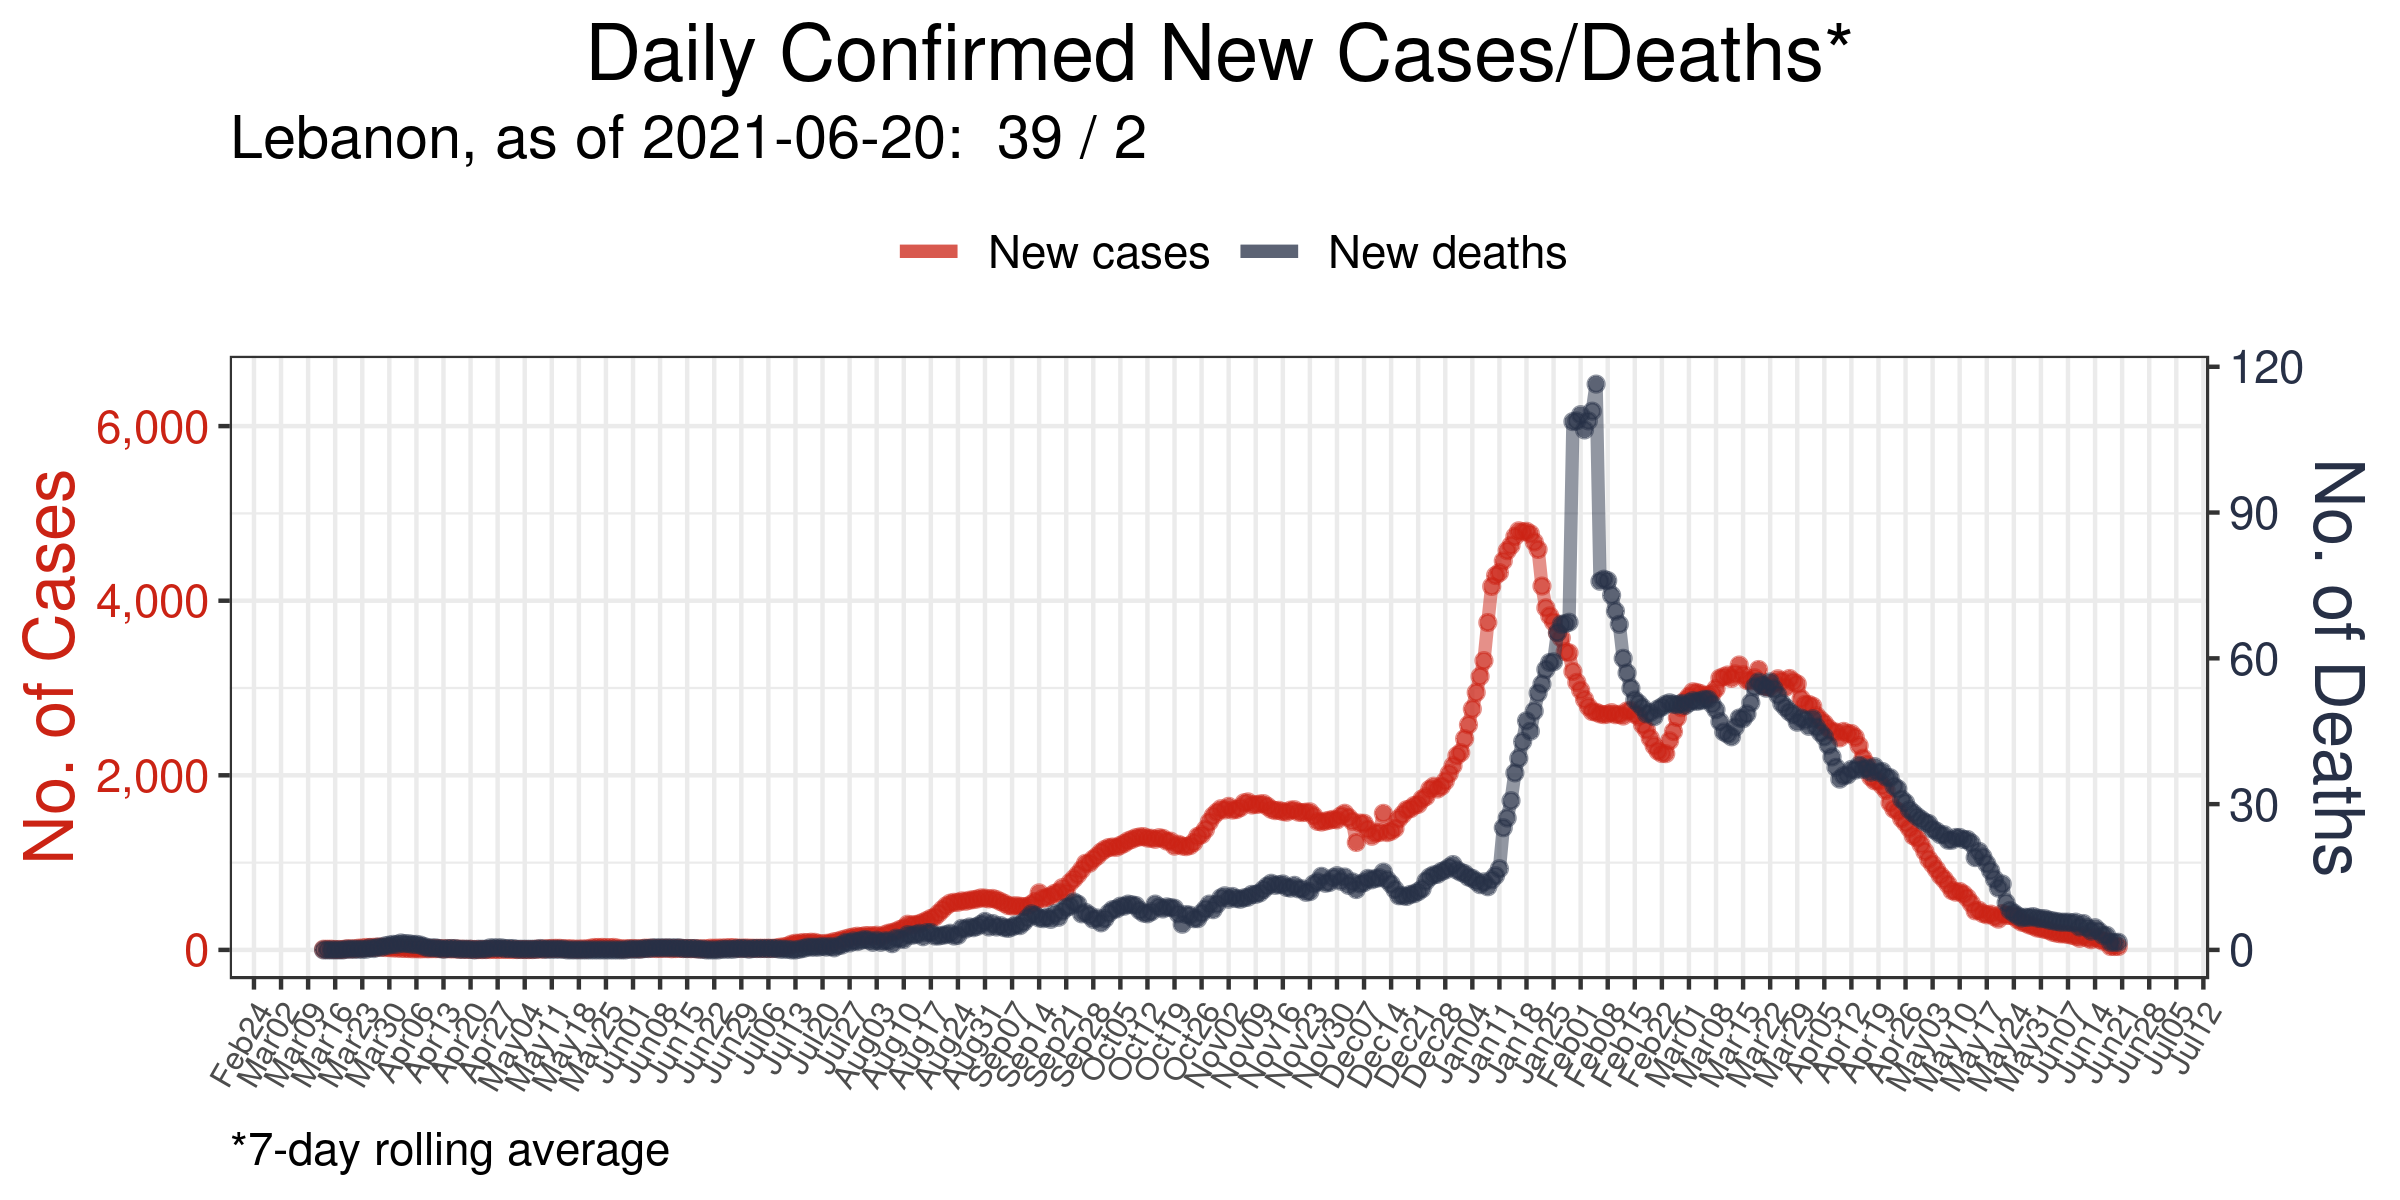 Daily Confirmed New Cases/Deaths*
Lebanon, as of 2021-06-20:  39 / 2
New cases
New deaths
No. of Cases
6,000
4,000
2,000
0
120
90
60
30
0
No. of Deaths
Feb24
Mar02
Mar09
Mar16
Mar23
Mar30
Apr06
Apr13
Apr20
Apr27
May04
May11
May18
May25
Jun01
Jun08
Jun15
Jun22
Jun29
Jul06
Jul13
Jul20
Jul27
Aug03
Aug10
Aug17
Aug24
Aug31
Sep07
Sep14
Sep21
Sep28
Oct05
Oct12
Oct19
Oct26
Nov02
Nov09
Nov16
Nov23
Nov30
Dec07
Dec14
Dec21
Dec28
Jan04
Jan11
Jan18
Jan25
Feb01
Feb08
Feb15
Feb22
Mar01
Mar08
Mar15
Mar22
Mar29
Apr05
Apr12
Apr19
Apr26
May03
May10
May17
May24
May31
Jun07
Jun14
Jun21
Jun28
Jul05
Jul12
*7-day rolling average